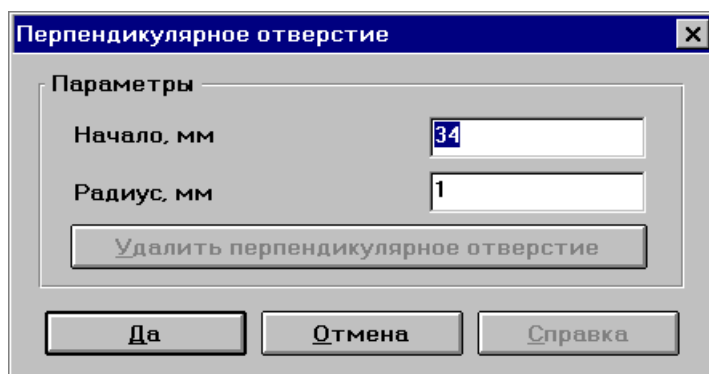 Перпендикулярное отверстие
Параметры
Начало, мм 34
Радиус, мм 1
Удалить перпендикулярное отверстие
Да Отмена Справка